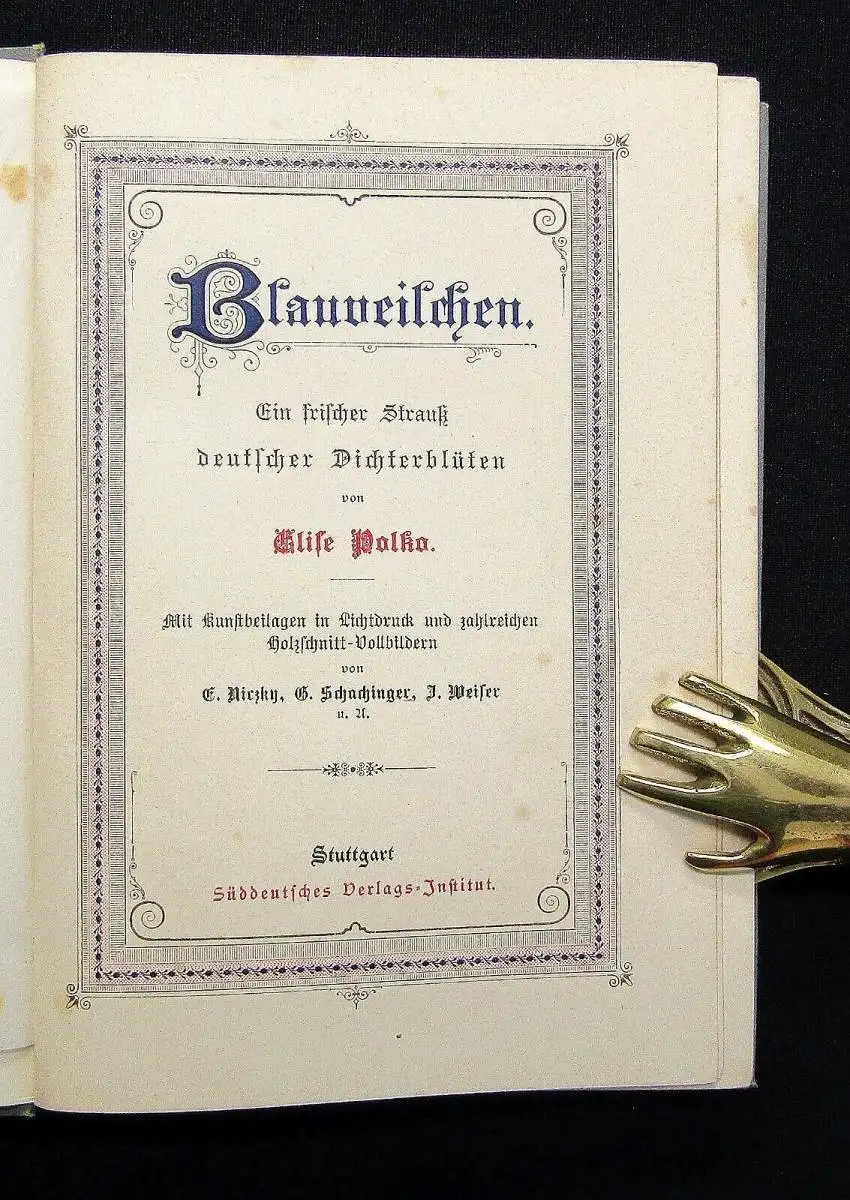 Blauveilchen.
Ein frischer Strauß
deutscher Dichterblüten
von
Elise Polko.
Mit Kunstbeilagen in Lichtdruck und zahlreichen
Holzschnitt-Vollbildern
von
E. Niczky, G. Schachinger, J. Weiser
u. A.
Stuttgart
Süddeutsches Verlags-Institut.